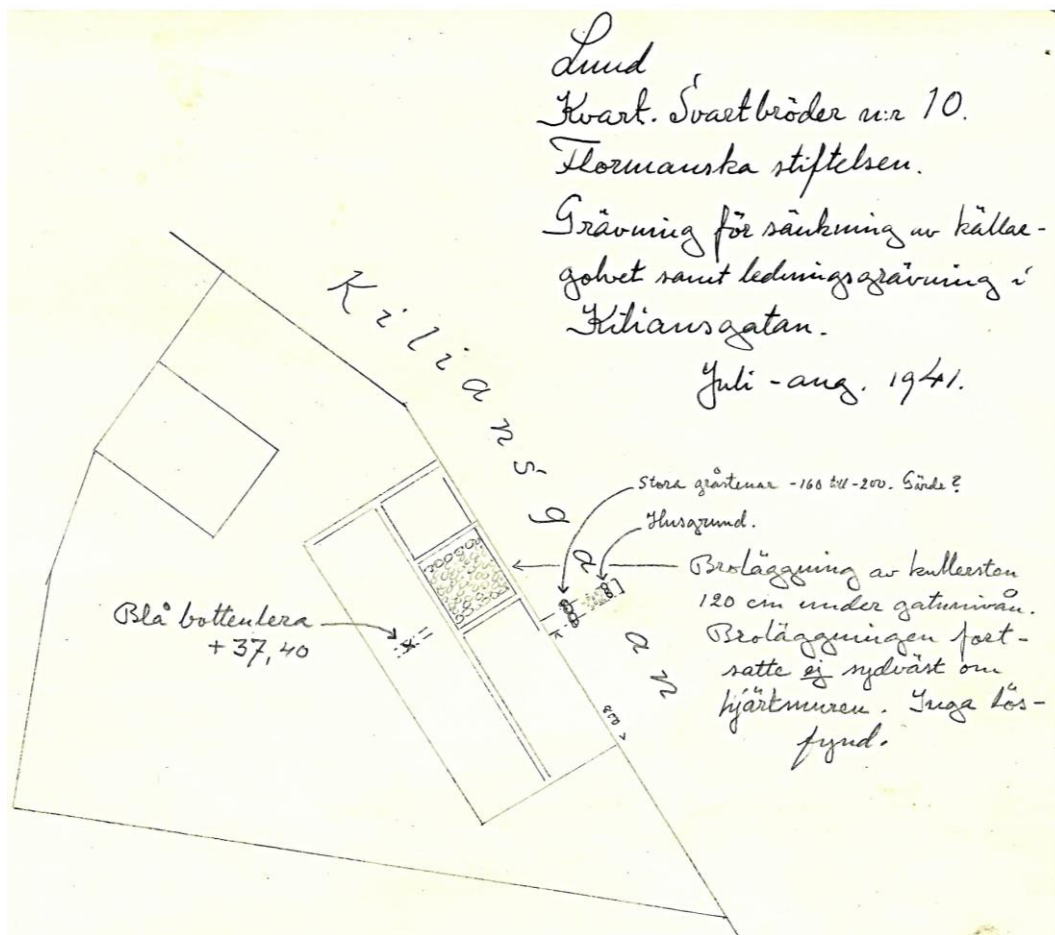 Lund
Kvart. Svartbröder n:r 10.
Flormanska stiftelsen.
Grävning för sänkning av källar-
golvet samt ledningsgrävning i
Kiliansgatan.
Juli - aug. 1941.
Kiliansgatan
Stora gråstenar -160 till -200. Gärde?
Husgrund.
Broläggning av kullersten
120 cm under gatunivån.
Broläggningen fort-
satte ej sydväst om
hjärtmuren. Inga lös-
fynd.
Blå bottenlera
+37,40